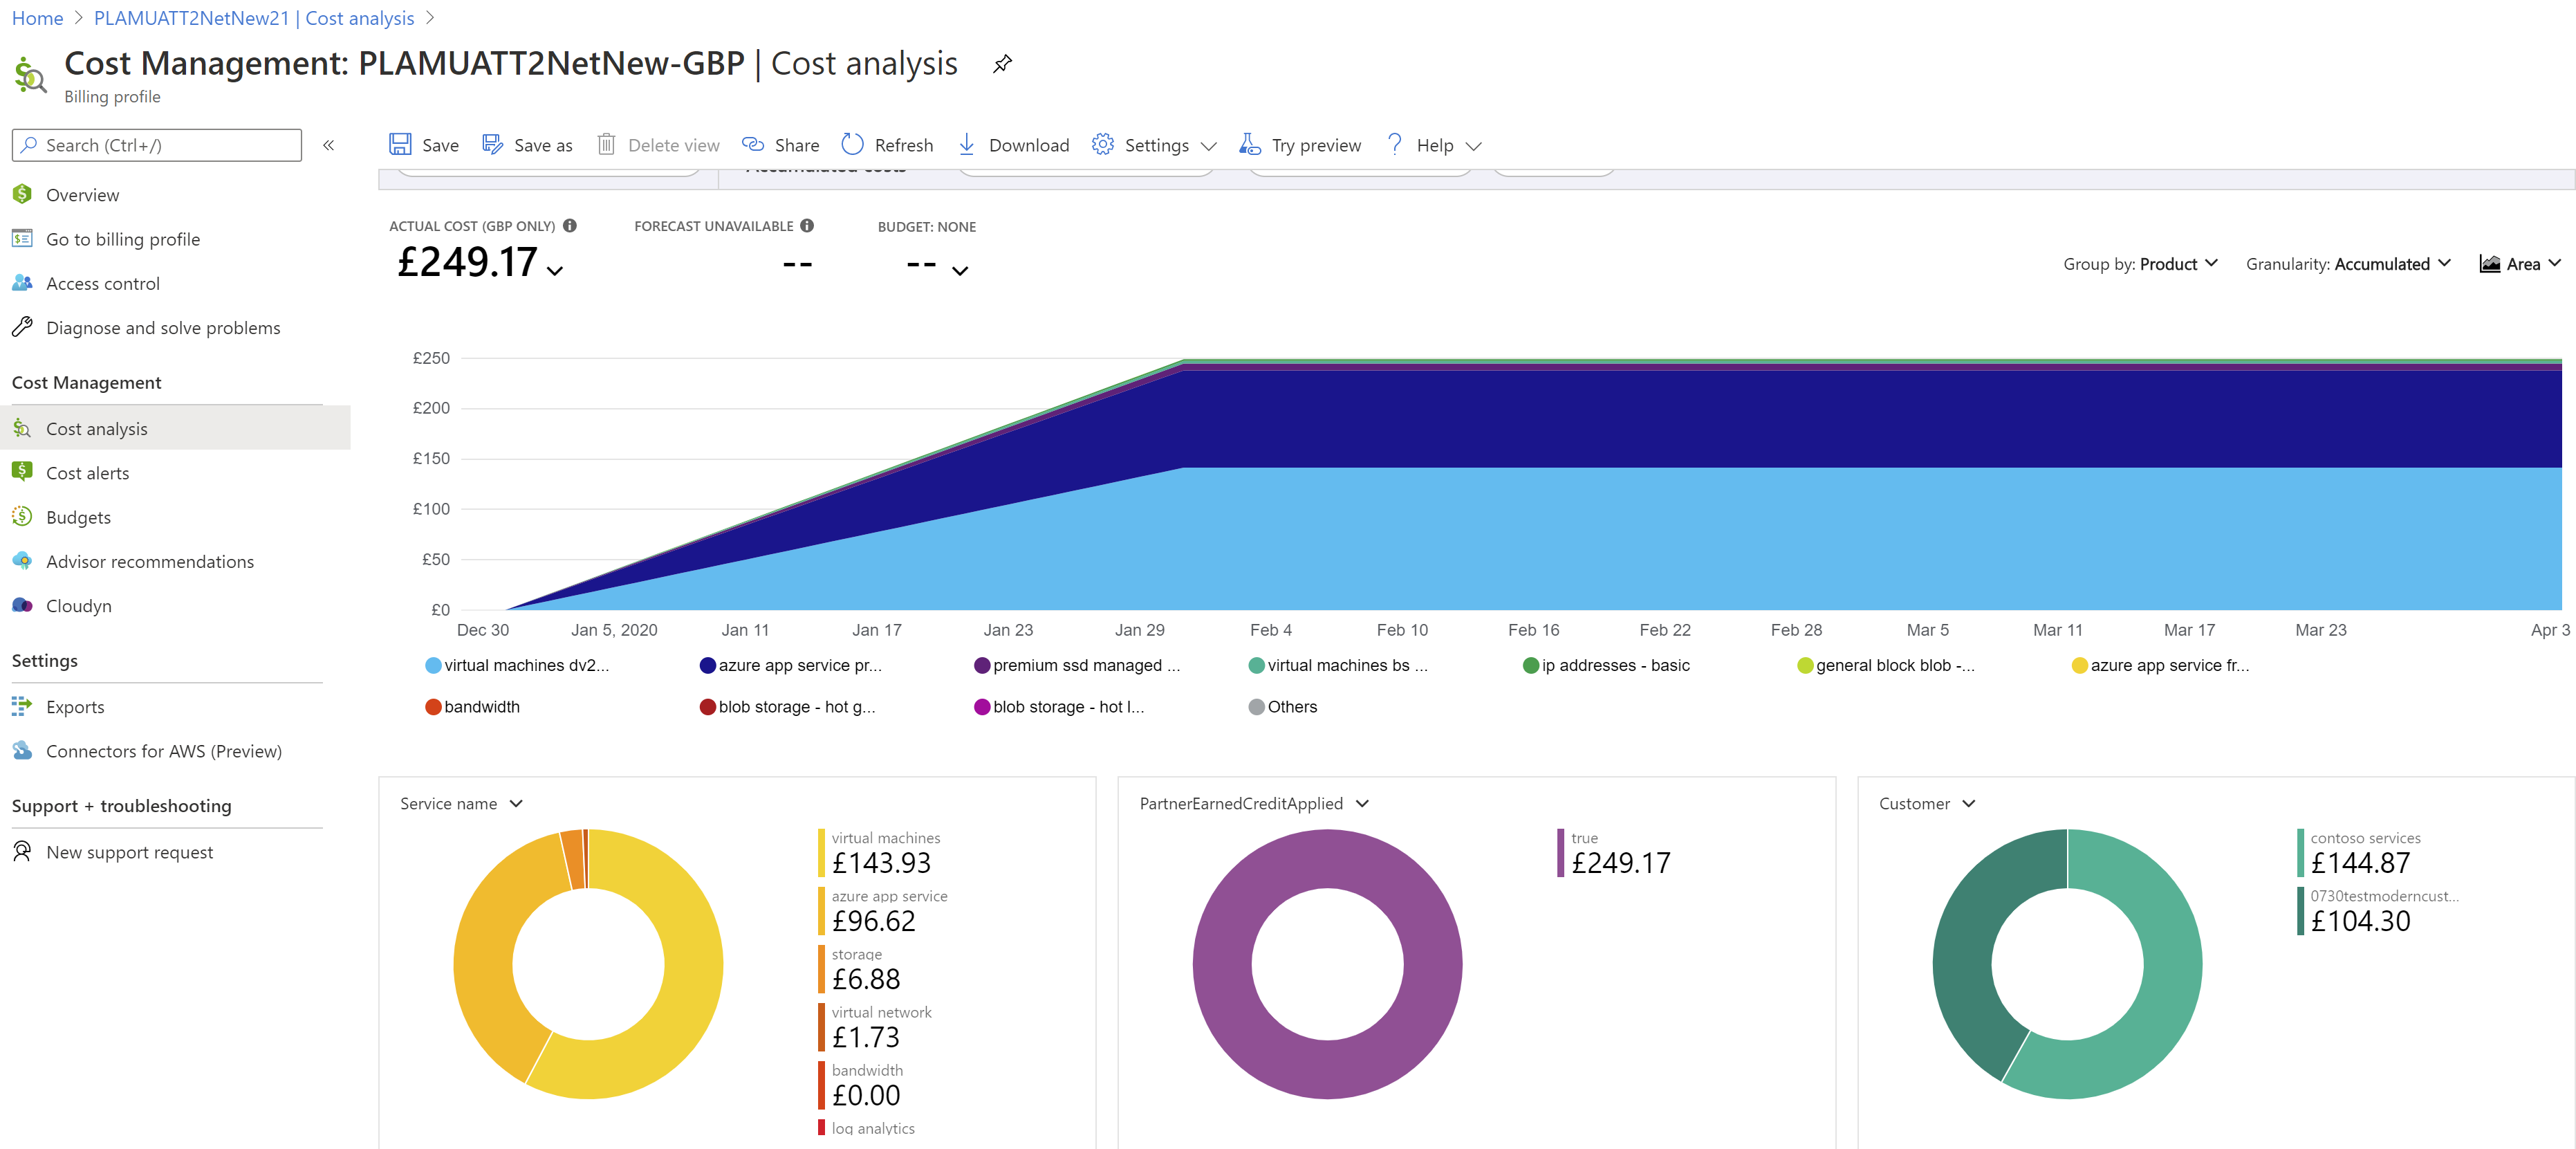 Home > PLAMUATT2NetNew21 | Cost analysis >
Cost Management: PLAMUATT2NetNew-GBP | Cost analysis
Billing profile
Search (Ctrl+/)
«
Save
Save as
Delete view
Share
Refresh
Download
Settings
Try preview
Help
Overview
Go to billing profile
Access control
Diagnose and solve problems
Cost Management
Cost analysis
Cost alerts
Budgets
Advisor recommendations
Cloudyn
Settings
Exports
Connectors for AWS (Preview)
Support + troubleshooting
New support request
Accumulated costs
ACTUAL COST (GBP ONLY)
£249.17
FORECAST UNAVAILABLE
--
BUDGET: NONE
--
Group by: Product
Granularity: Accumulated
Area
£250
£200
£150
£100
£50
£0
Dec 30
Jan 5, 2020
Jan 11
Jan 17
Jan 23
Jan 29
Feb 4
Feb 10
Feb 16
Feb 22
Feb 28
Mar 5
Mar 11
Mar 17
Mar 23
Apr 3
virtual machines dv2...
azure app service pr...
premium ssd managed ...
virtual machines bs ...
ip addresses - basic
general block blob -...
azure app service fr...
bandwidth
blob storage - hot g...
blob storage - hot l...
Others
Service name
virtual machines
£143.93
azure app service
£96.62
storage
£6.88
virtual network
£1.73
bandwidth
£0.00
log analytics
PartnerEarnedCreditApplied
true
£249.17
Customer
contoso services
£144.87
0730testmoderncust...
£104.30